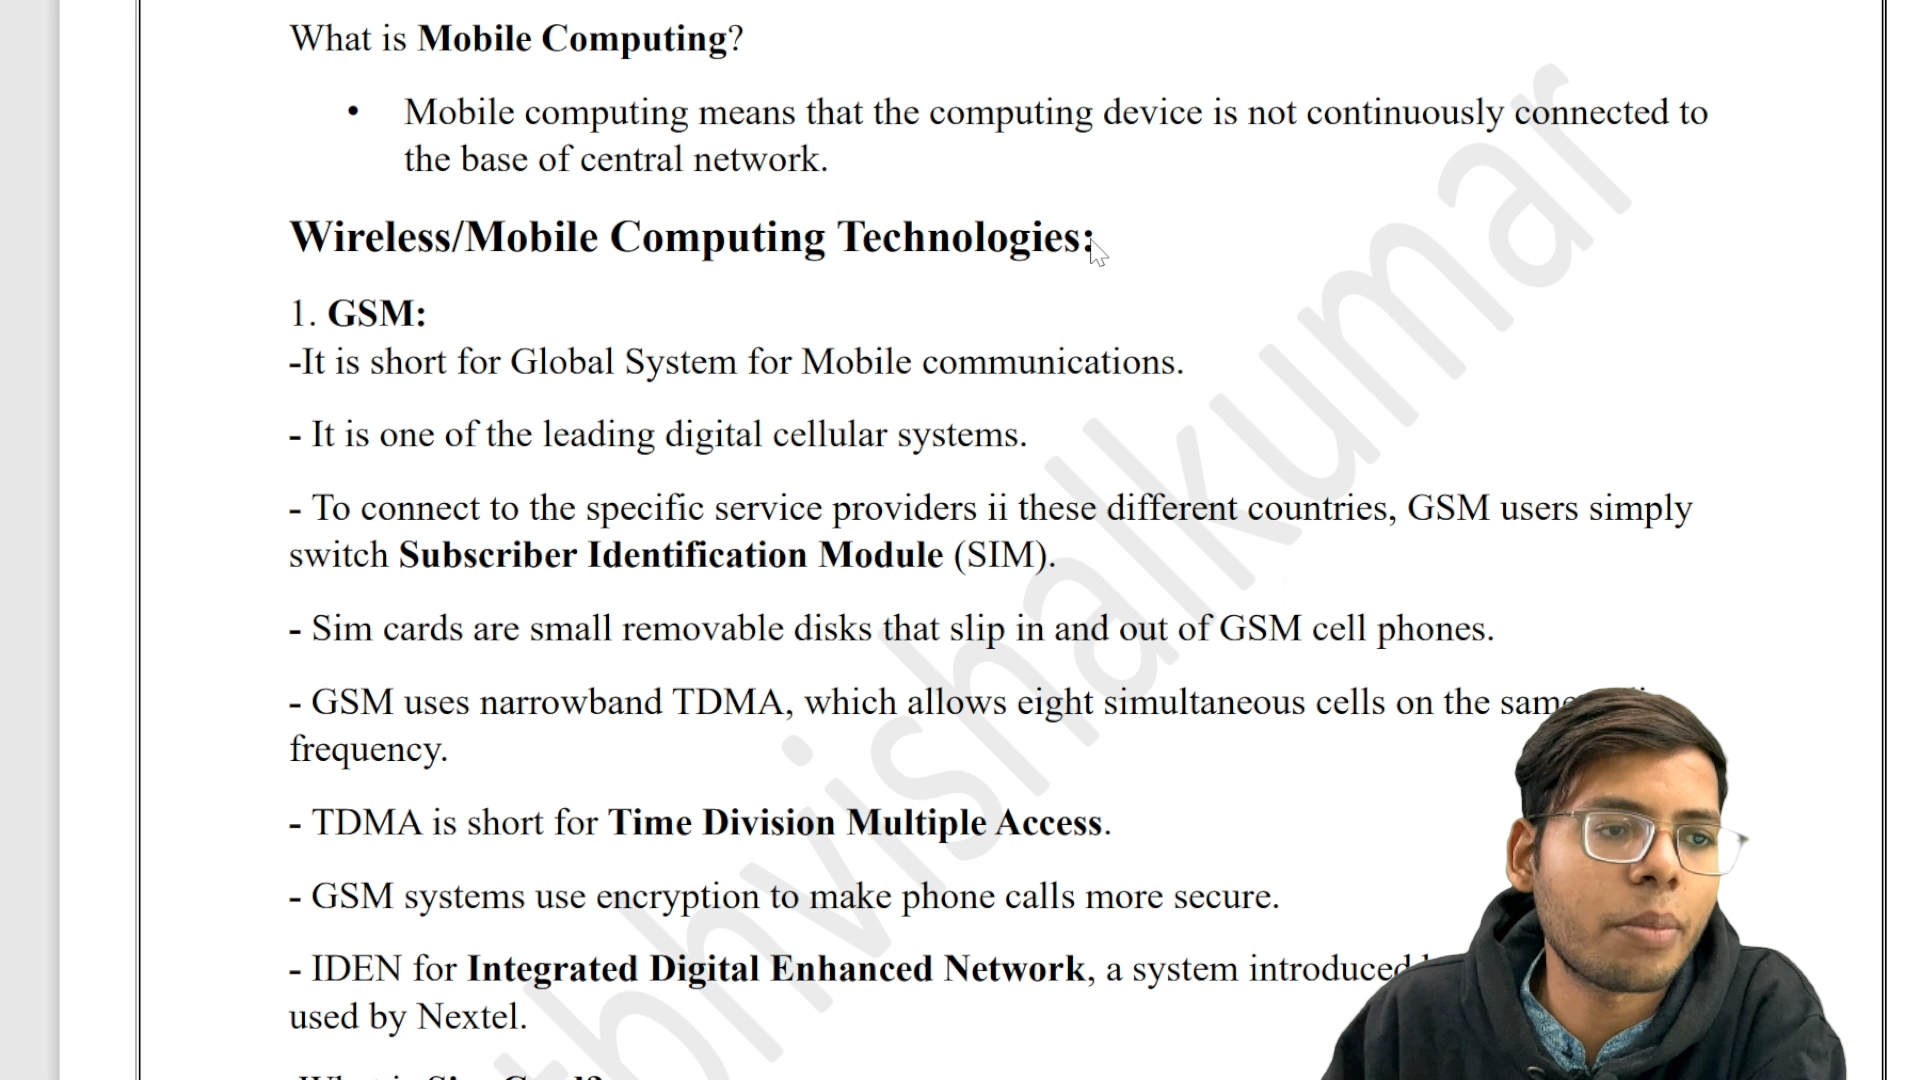 What is Mobile Computing?
• Mobile computing means that the computing device is not continuously connected to
the base of central network.
Wireless/Mobile Computing Technologies:
1. GSM:
-It is short for Global System for Mobile communications.
- It is one of the leading digital cellular systems.
- To connect to the specific service providers ii these different countries, GSM users simply
switch Subscriber Identification Module (SIM).
- Sim cards are small removable disks that slip in and out of GSM cell phones.
- GSM uses narrowband TDMA, which allows eight simultaneous cells on the same
frequency.
- TDMA is short for Time Division Multiple Access.
- GSM systems use encryption to make phone calls more secure.
- IDEN for Integrated Digital Enhanced Network, a system introduced
used by Nextel.